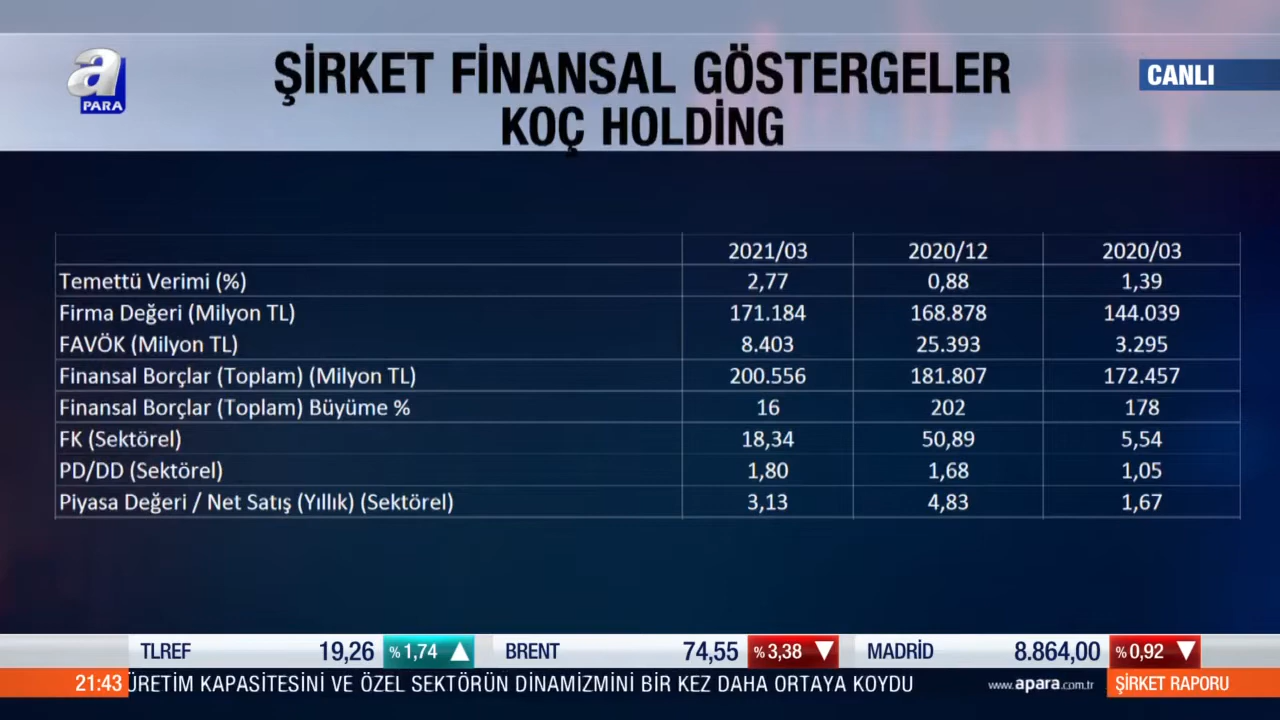 a
PARA
ŞİRKET FİNANSAL GÖSTERGELER
KOÇ HOLDİNG
CANLI
2021/03 2020/12 2020/03
Temettü Verimi (%) 2,77 0,88 1,39
Firma Değeri (Milyon TL) 171.184 168.878 144.039
FAVÖK (Milyon TL) 8.403 25.393 3.295
Finansal Borçlar (Toplam) (Milyon TL) 200.556 181.807 172.457
Finansal Borçlar (Toplam) Büyüme % 16 202 178
FK (Sektörel) 18,34 50,89 5,54
PD/DD (Sektörel) 1,80 1,68 1,05
Piyasa Değeri / Net Satış (Yıllık) (Sektörel) 3,13 4,83 1,67
TLREF 19,26 %1,74 ▲ BRENT 74,55 %3,38 ▼ MADRİD 8.864,00 %0,92 ▼
21:43 ÜRETİM KAPASİTESİNİ VE ÖZEL SEKTÖRÜN DİNAMİZMİNİ BİR KEZ DAHA ORTAYA KOYDU www.apara.com.tr ŞİRKET RAPORU